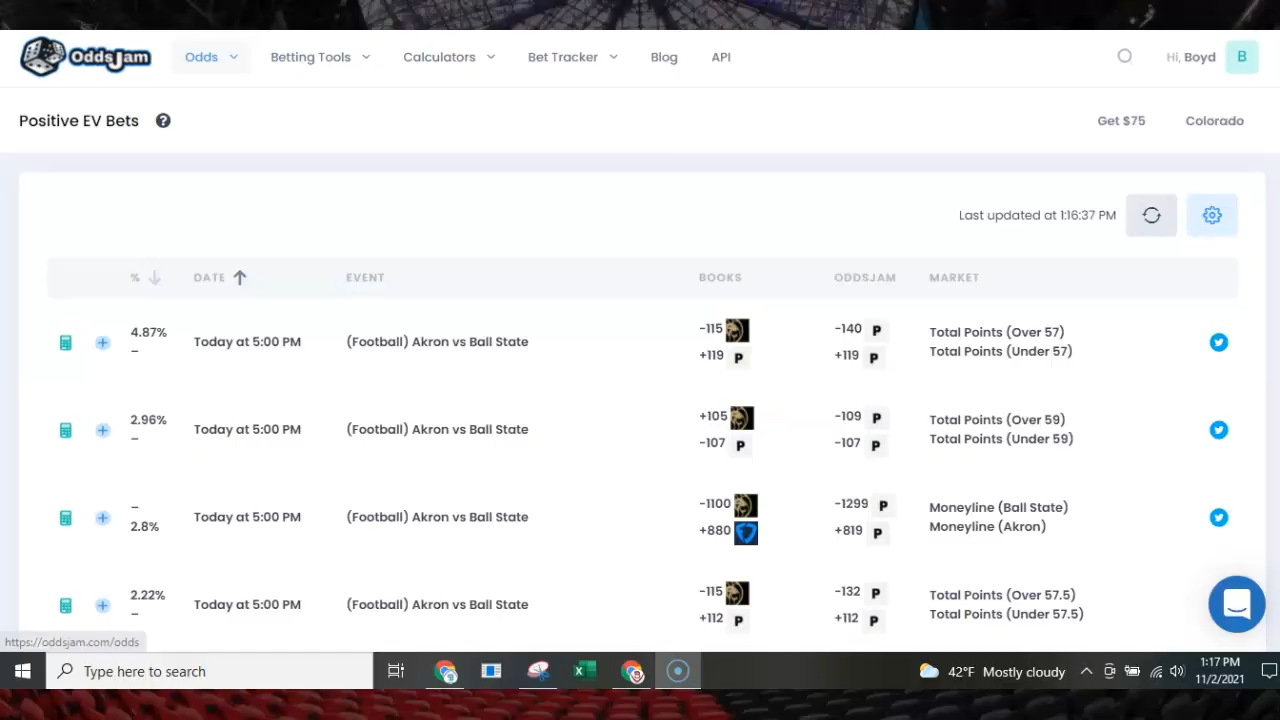 OddsJam Odds Betting Tools Calculators Bet Tracker Blog API Hi, Boyd B
Positive EV Bets ? Get $75 Colorado
Last updated at 1:16:37 PM
% DATE EVENT BOOKS ODDSJAM MARKET
4.87% Today at 5:00 PM (Football) Akron vs Ball State -115 -140 P Total Points (Over 57)
– +119 P +119 P Total Points (Under 57)
2.96% Today at 5:00 PM (Football) Akron vs Ball State +105 -109 P Total Points (Over 59)
– -107 P -107 P Total Points (Under 59)
– Today at 5:00 PM (Football) Akron vs Ball State -1100 -1299 P Moneyline (Ball State)
2.8% +880 +819 P Moneyline (Akron)
2.22% Today at 5:00 PM (Football) Akron vs Ball State -115 -132 P Total Points (Over 57.5)
– +112 P +112 P Total Points (Under 57.5)
https://oddsjam.com/odds
Type here to search 42°F Mostly cloudy 1:17 PM
11/2/2021